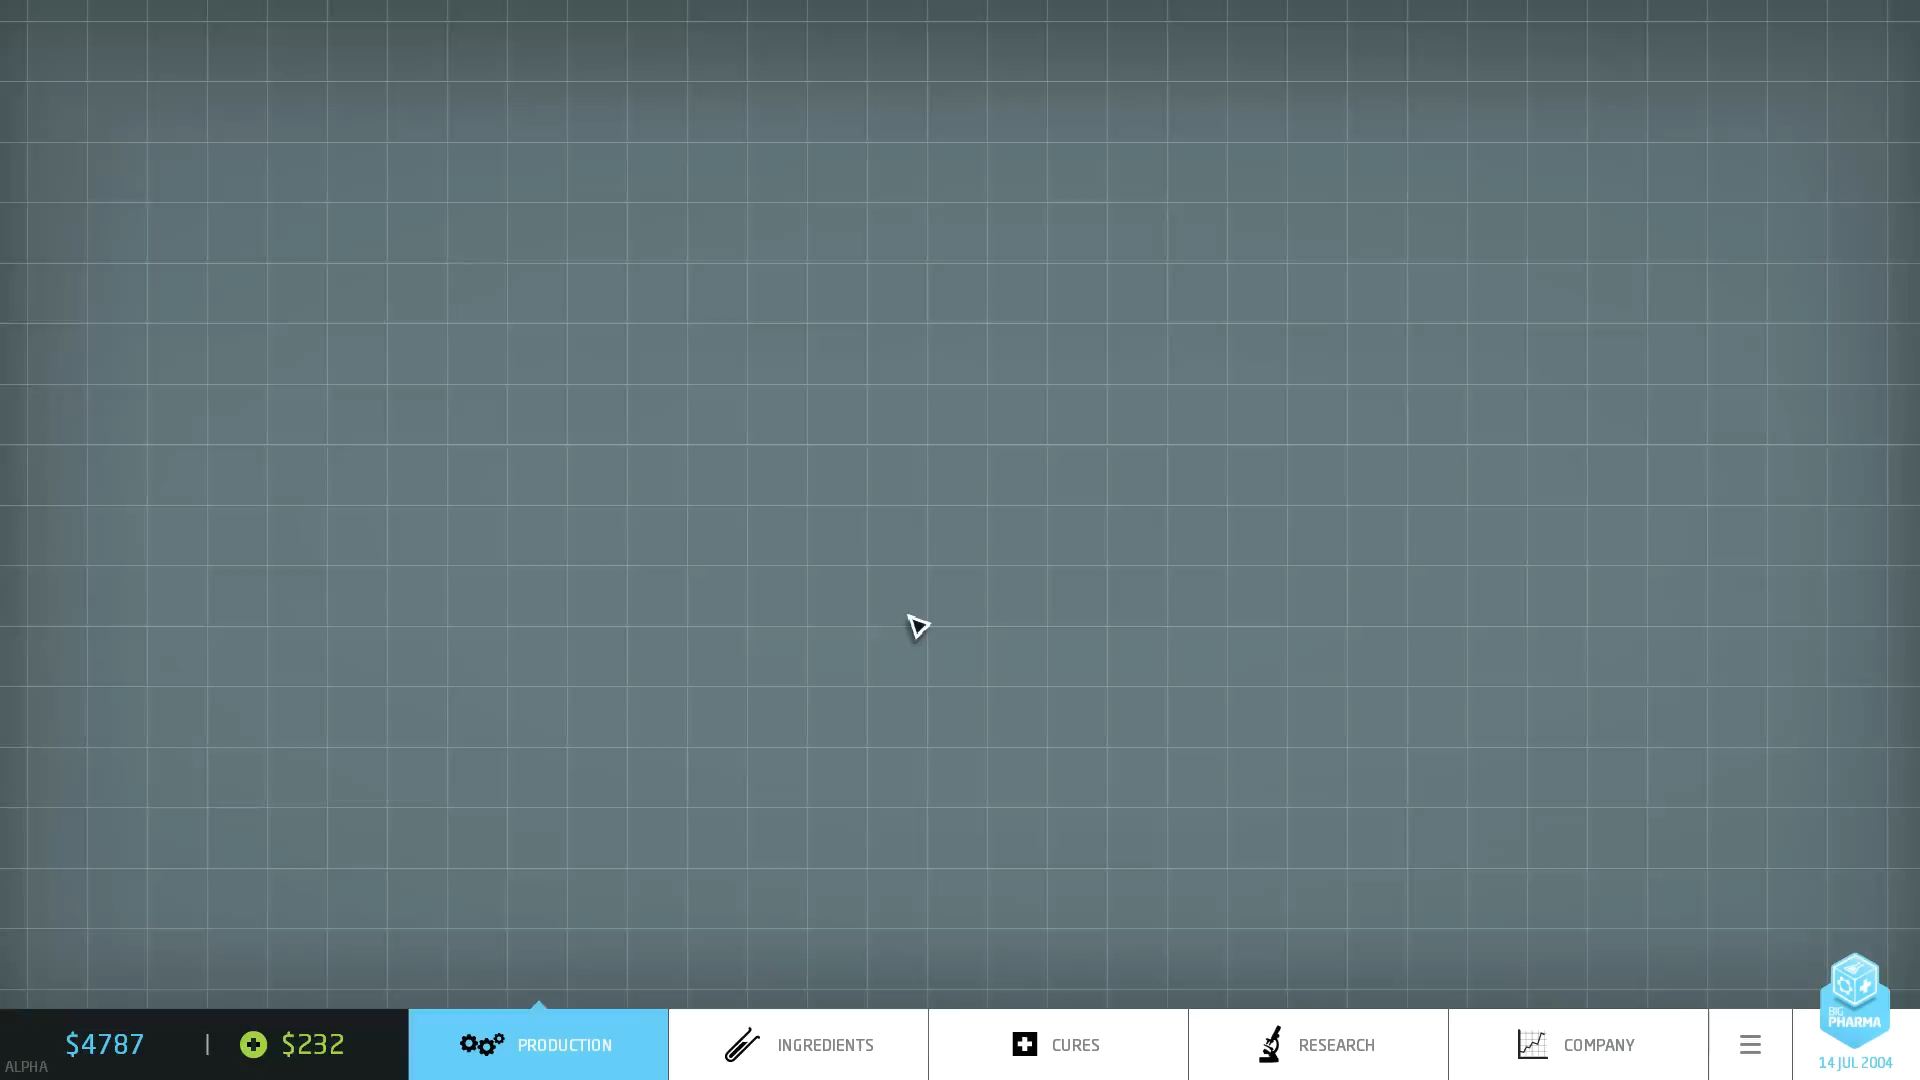 $4787 | $232
ALPHA
PRODUCTION
INGREDIENTS
CURES
RESEARCH
COMPANY
BIG
PHARMA
14 JUL 2004